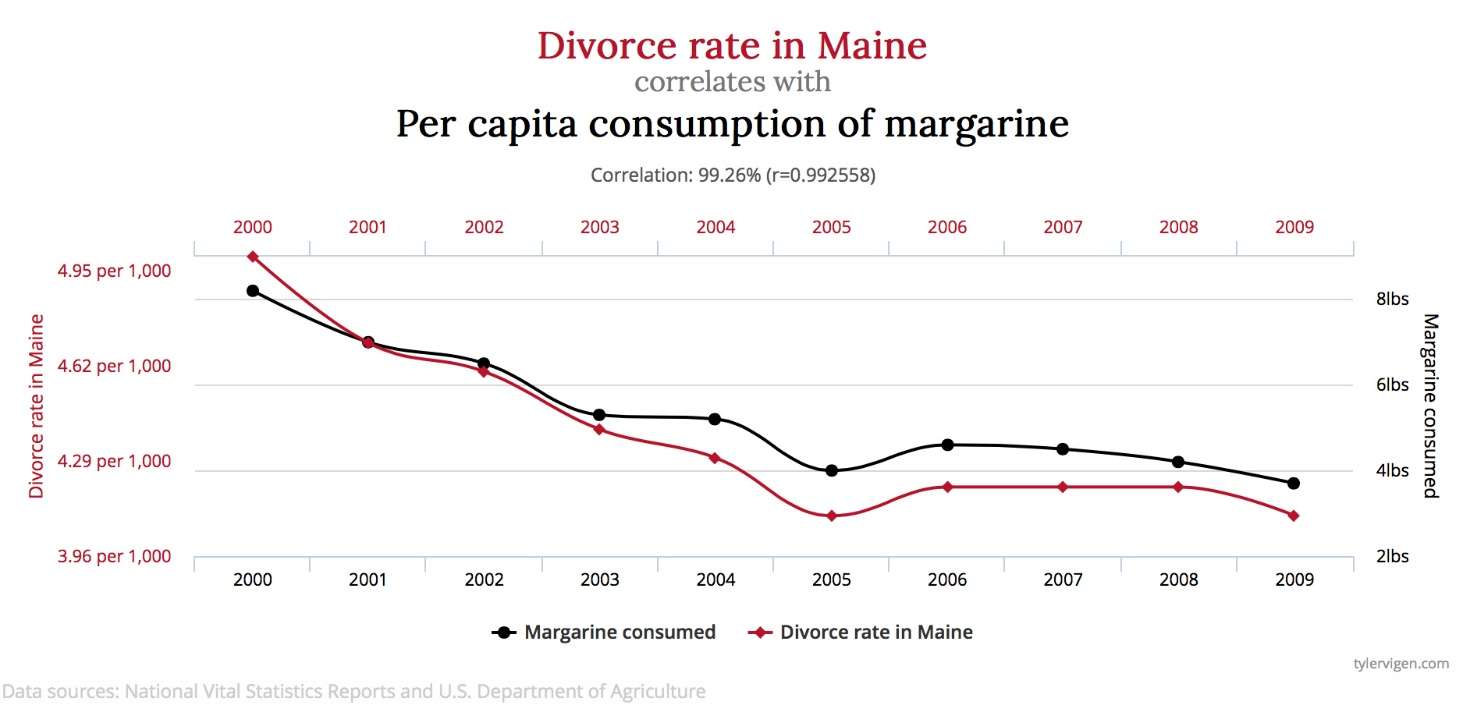 Divorce rate in Maine
correlates with
Per capita consumption of margarine
Correlation: 99.26% (r=0.992558)
2000 2001 2002 2003 2004 2005 2006 2007 2008 2009
Divorce rate in Maine
4.95 per 1,000
4.62 per 1,000
4.29 per 1,000
3.96 per 1,000
8lbs
6lbs
4lbs
2lbs
Margarine consumed
2000 2001 2002 2003 2004 2005 2006 2007 2008 2009
Margarine consumed Divorce rate in Maine
tylervigen.com
Data sources: National Vital Statistics Reports and U.S. Department of Agriculture